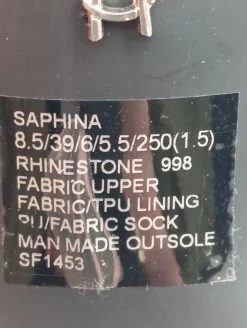 SAPHINA
8.5/39/6/5.5/250(1.5)
RHINESTONE 998
FABRIC UPPER
FABRIC/TPU LINING
PU/FABRIC SOCK
MAN MADE OUTSOLE
SF1453